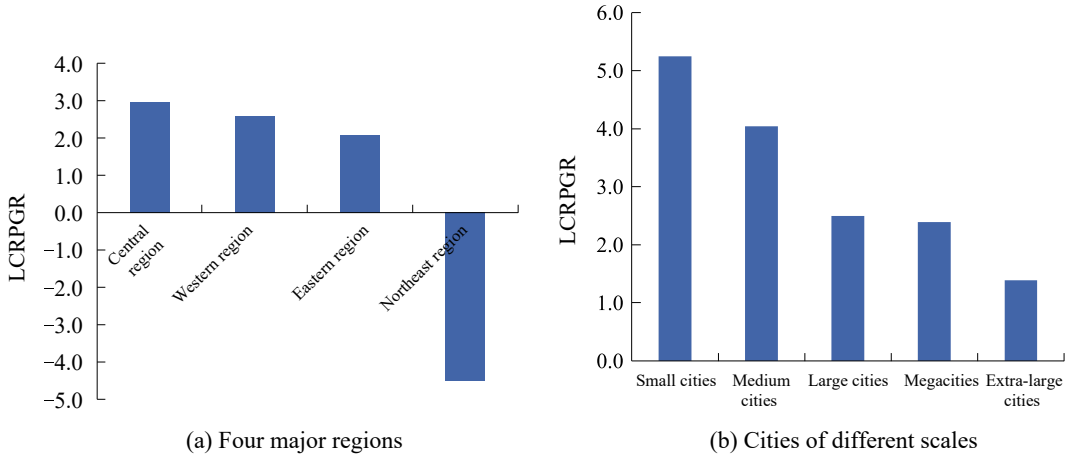 4.0
3.0
2.0
1.0
0.0
−1.0
−2.0
−3.0
−4.0
−5.0
LCRPGR
Central
region
Western region
Eastern region
Northeast region
(a) Four major regions
6.0
5.0
4.0
3.0
2.0
1.0
0.0
LCRPGR
Small cities
Medium
cities
Large cities
Megacities
Extra-large
cities
(b) Cities of different scales